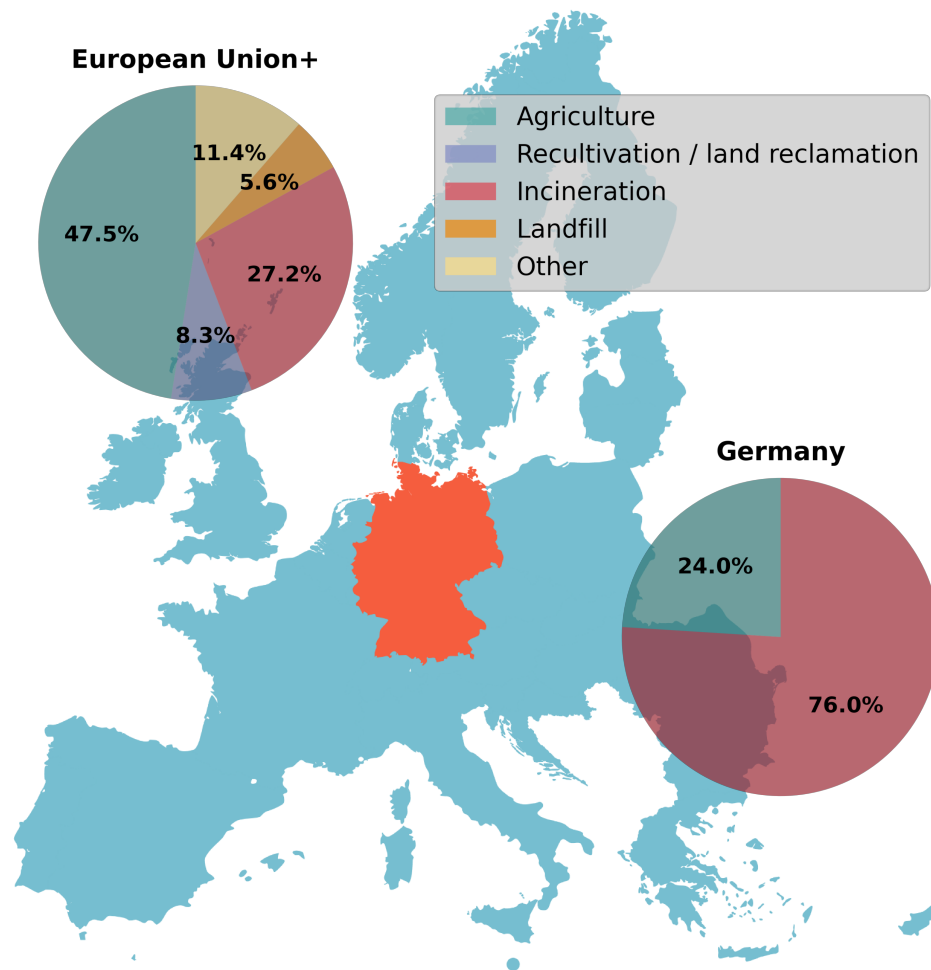 European Union+
11.4%
5.6%
47.5%
27.2%
8.3%
Agriculture
Recultivation / land reclamation
Incineration
Landfill
Other
Germany
24.0%
76.0%